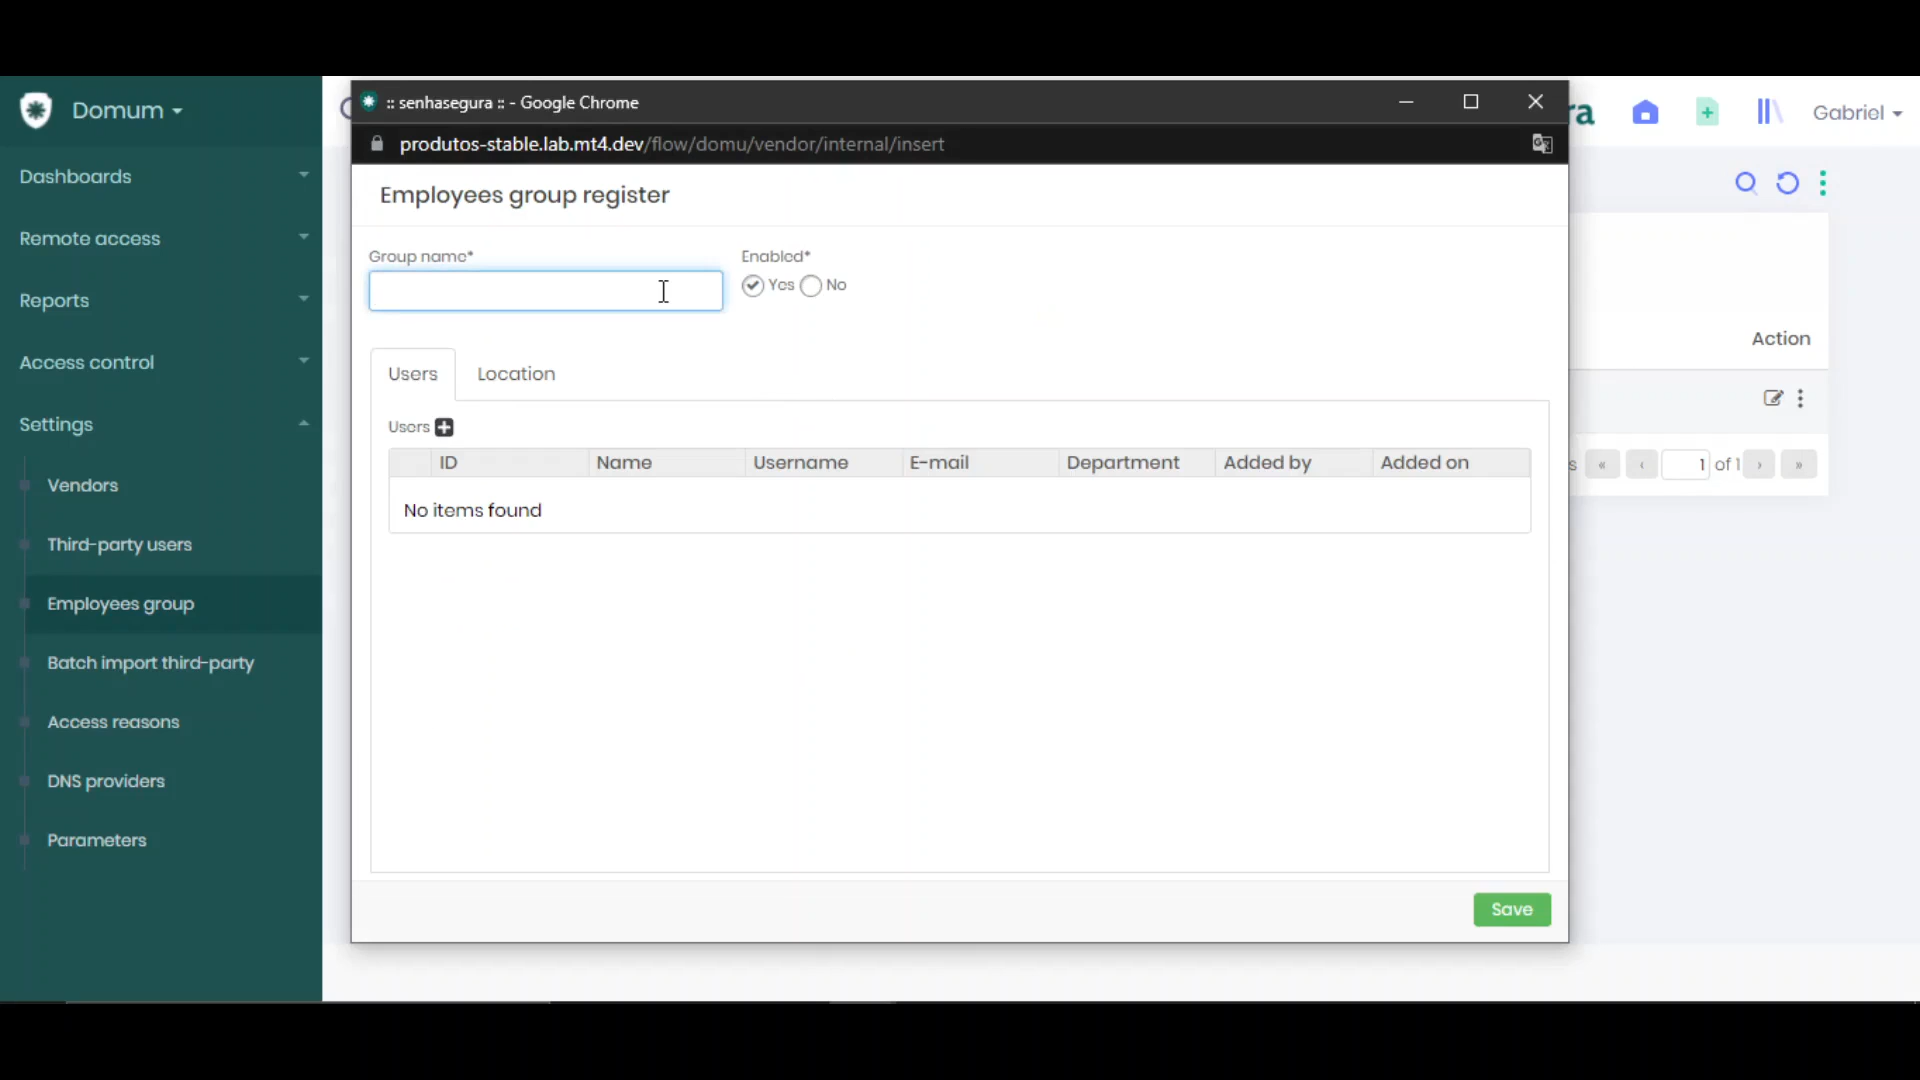 Domum
Dashboards
Remote access
Reports
Access control
Settings
Vendors
Third-party users
Employees group
Batch import third-party
Access reasons
DNS providers
Parameters
:: senhasegura :: - Google Chrome
produtos-stable.lab.mt4.dev/flow/domu/vendor/internal/insert
Employees group register
Group name* Enabled*
Yes No
Users Location
Users
ID Name Username E-mail Department Added by Added on
No items found
Save
ra Gabriel
Action
s « ‹ 1 of 1 › »